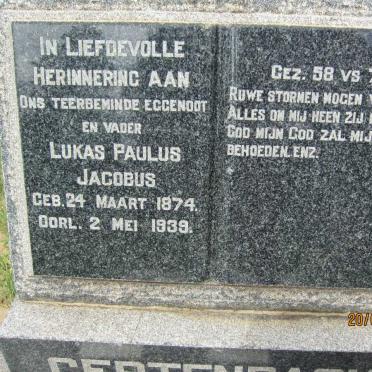 In Liefdevolle
Herinnering aan
Ons teerbeminde eggenoot
en vader
Lukas Paulus
Jacobus
Geb. 24 Maart 1874.
Oorl. 2 Mei 1939.
Gez. 58 vs
Ruwe stormen mogen
Alles om mij heen zij
God mijn God zal mij
behoeden. enz.
20/